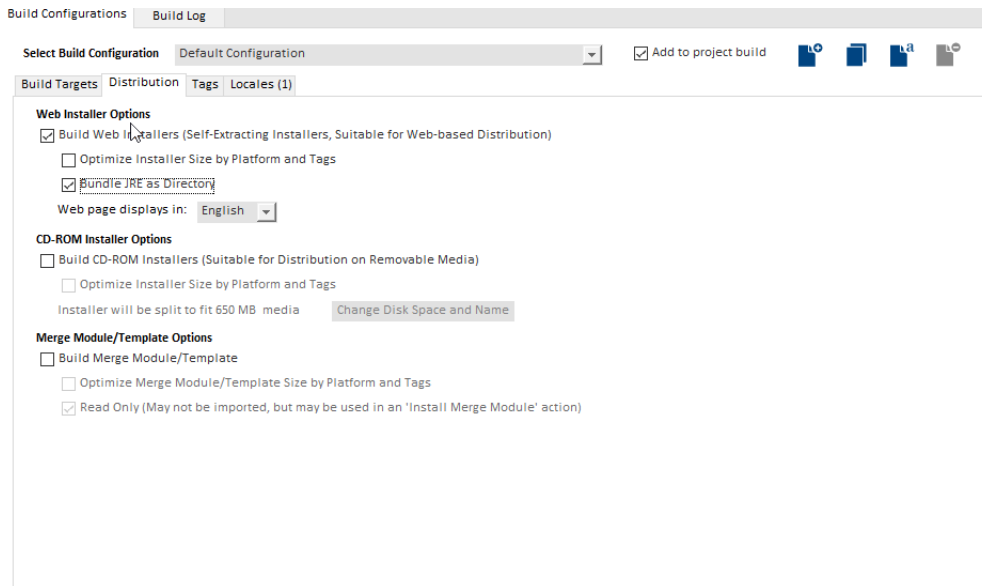 Build Configurations Build Log
Select Build Configuration Default Configuration Add to project build a
Build Targets Distribution Tags Locales (1)
Web Installer Options
Build Web Installers (Self-Extracting Installers, Suitable for Web-based Distribution)
Optimize Installer Size by Platform and Tags
Bundle JRE as Directory
Web page displays in: English
CD-ROM Installer Options
Build CD-ROM Installers (Suitable for Distribution on Removable Media)
Optimize Installer Size by Platform and Tags
Installer will be split to fit 650 MB media Change Disk Space and Name
Merge Module/Template Options
Build Merge Module/Template
Optimize Merge Module/Template Size by Platform and Tags
Read Only (May not be imported, but may be used in an 'Install Merge Module' action)